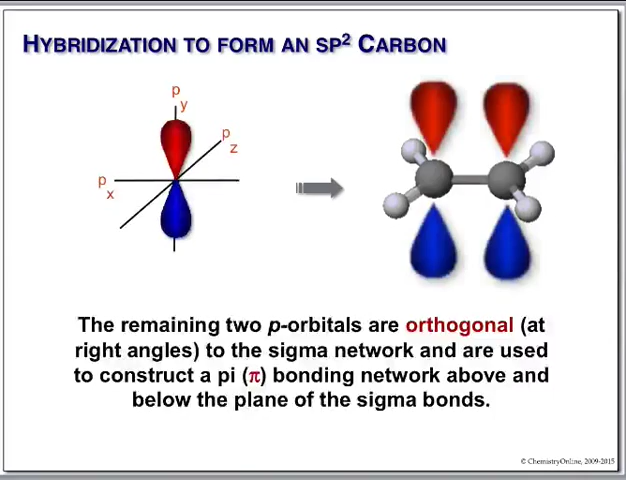 HYBRIDIZATION TO FORM AN SP² CARBON
p
y
p
z
p
x
The remaining two p-orbitals are orthogonal (at
right angles) to the sigma network and are used
to construct a pi (π) bonding network above and
below the plane of the sigma bonds.
© ChemistryOnline, 2009-2015